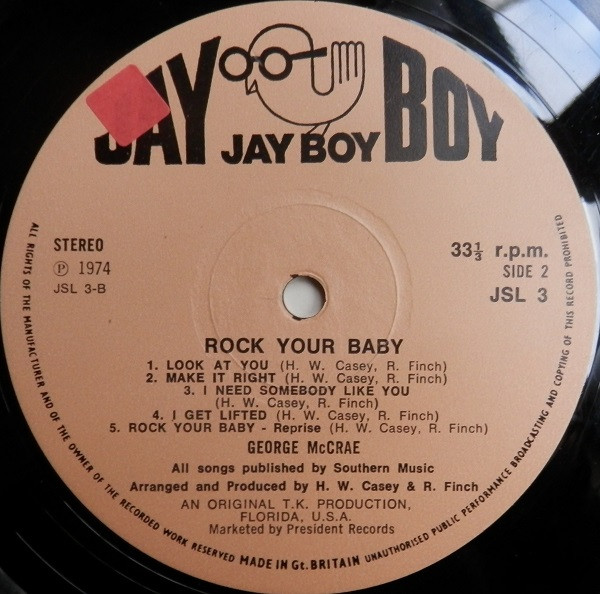 JAY JAY BOY BOY
STEREO
Ⓟ 1974
JSL 3-B
33⅓ r.p.m.
SIDE 2
JSL 3
ROCK YOUR BABY
1. LOOK AT YOU (H. W. Casey, R. Finch)
2. MAKE IT RIGHT (H. W. Casey, R. Finch)
3. I NEED SOMEBODY LIKE YOU
(H. W. Casey, R. Finch)
4. I GET LIFTED (H. W. Casey, R. Finch)
5. ROCK YOUR BABY - Reprise (H. W. Casey, R. Finch)
GEORGE McCRAE
All songs published by Southern Music
Arranged and Produced by H. W. Casey & R. Finch
AN ORIGINAL T.K. PRODUCTION,
FLORIDA, U.S.A.
Marketed by President Records
ALL RIGHTS OF THE MANUFACTURER AND OF THE OWNER OF THE RECORDED WORK RESERVED MADE IN Gt. BRITAIN UNAUTHORISED PUBLIC PERFORMANCE BROADCASTING AND COPYING OF THIS RECORD PROHIBITED